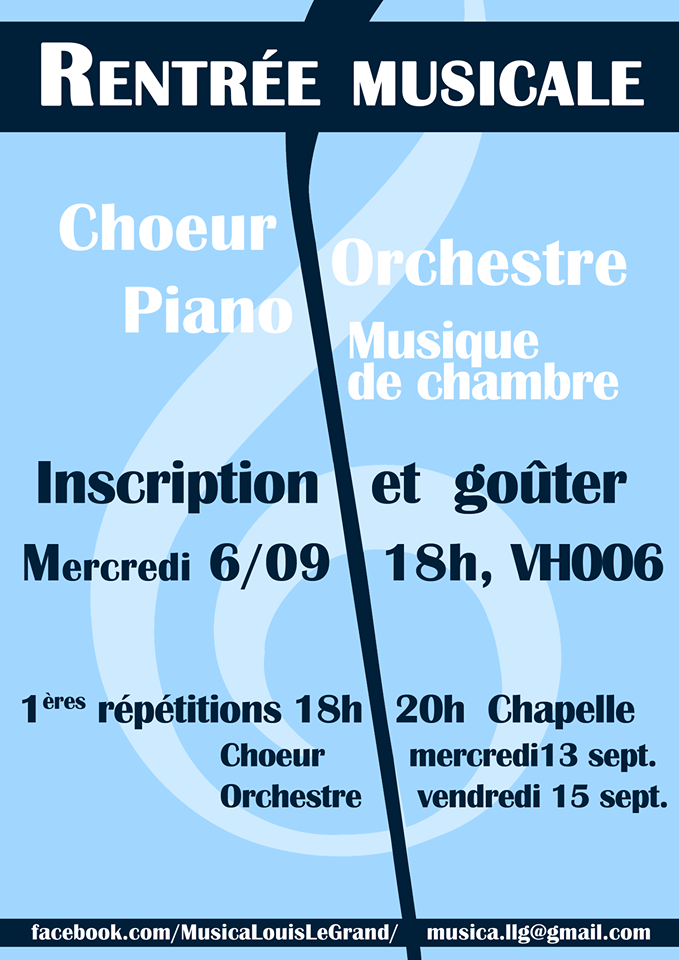 RENTRÉE MUSICALE
Choeur
Orchestre
Piano
Musique
de chambre
Inscription et goûter
Mercredi 6/09 18h, VH006
1ères répétitions 18h 20h Chapelle
Choeur mercredi13 sept.
Orchestre vendredi 15 sept.
facebook.com/MusicaLouisLeGrand/ musica.llg@gmail.com